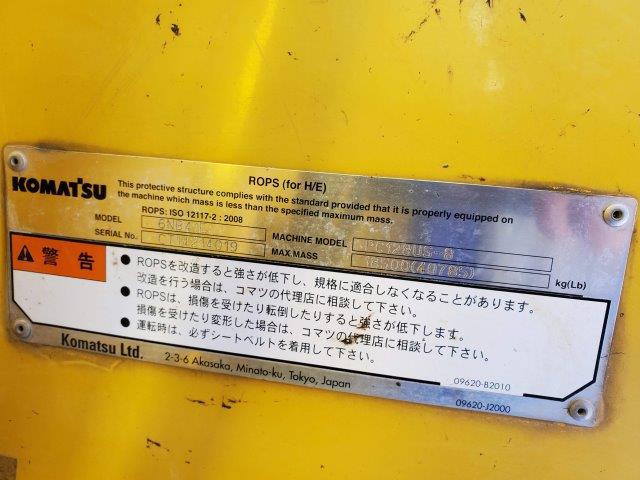 ROPS (for H/E)
KOMATSU
This protective structure complies with the standard provided that it is properly equipped on
the machine which mass is less than the specified maximum mass.
ROPS: ISO 12117-2 : 2008
MODEL
SERIAL No.
MACHINE MODEL PC128US-8
MAX.MASS 18500(40785) kg(Lb)
警告
● ROPSを改造すると強さが低下し、規格に適合しなくなることがあります。
改造を行う場合は、コマツの代理店に相談して下さい。
● ROPSは、損傷を受けたり転倒したりすると強さが低下します。
損傷を受けたり変形した場合は、コマツの代理店に相談して下さい。
● 運転時は、必ずシートベルトを着用して下さい。
09620-B2010
Komatsu Ltd. 2-3-6 Akasaka, Minato-ku, Tokyo, Japan
09620-J2000